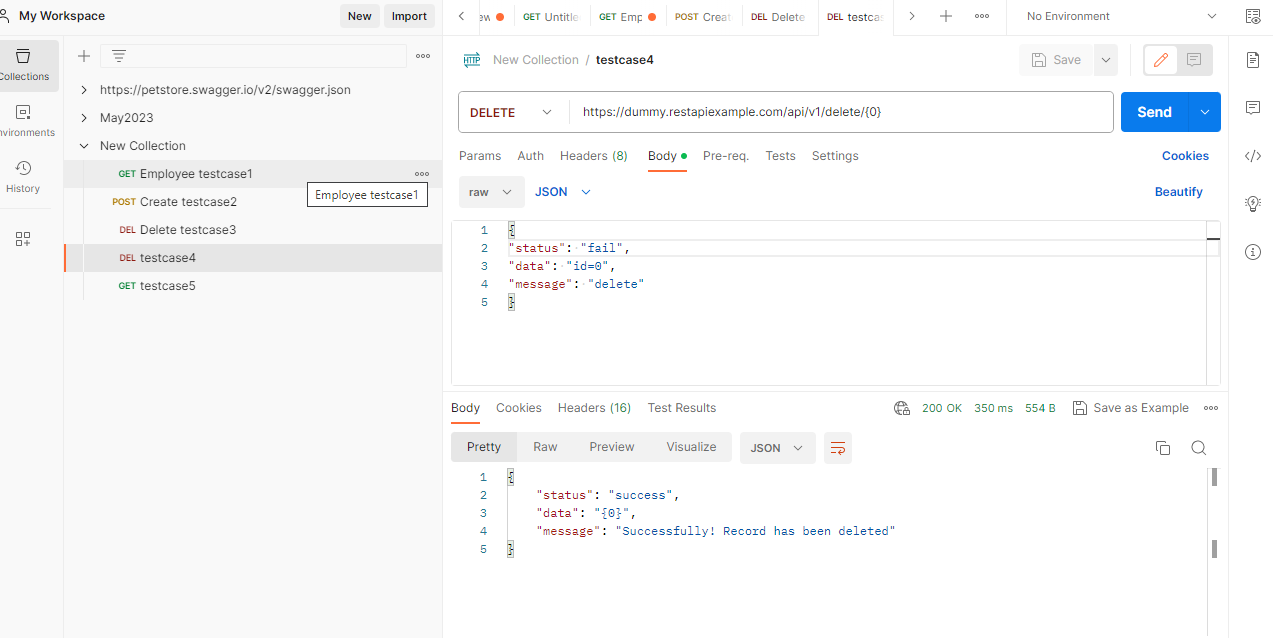 My Workspace New Import
GET Untitle GET Emp POST Creat DEL Delete DEL testcas No Environment
Collections
https://petstore.swagger.io/v2/swagger.json
May2023
New Collection
GET Employee testcase1
Employee testcase1
POST Create testcase2
DEL Delete testcase3
DEL testcase4
GET testcase5
nvironments
History
HTTP New Collection / testcase4 Save
DELETE https://dummy.restapiexample.com/api/v1/delete/{0} Send
Params Auth Headers (8) Body Pre-req. Tests Settings Cookies
raw JSON Beautify
1 {
2 "status": "fail",
3 "data": "id=0",
4 "message": "delete"
5 }
Body Cookies Headers (16) Test Results 200 OK 350 ms 554 B Save as Example
Pretty Raw Preview Visualize JSON
1 {
2 "status": "success",
3 "data": "{0}",
4 "message": "Successfully! Record has been deleted"
5 }